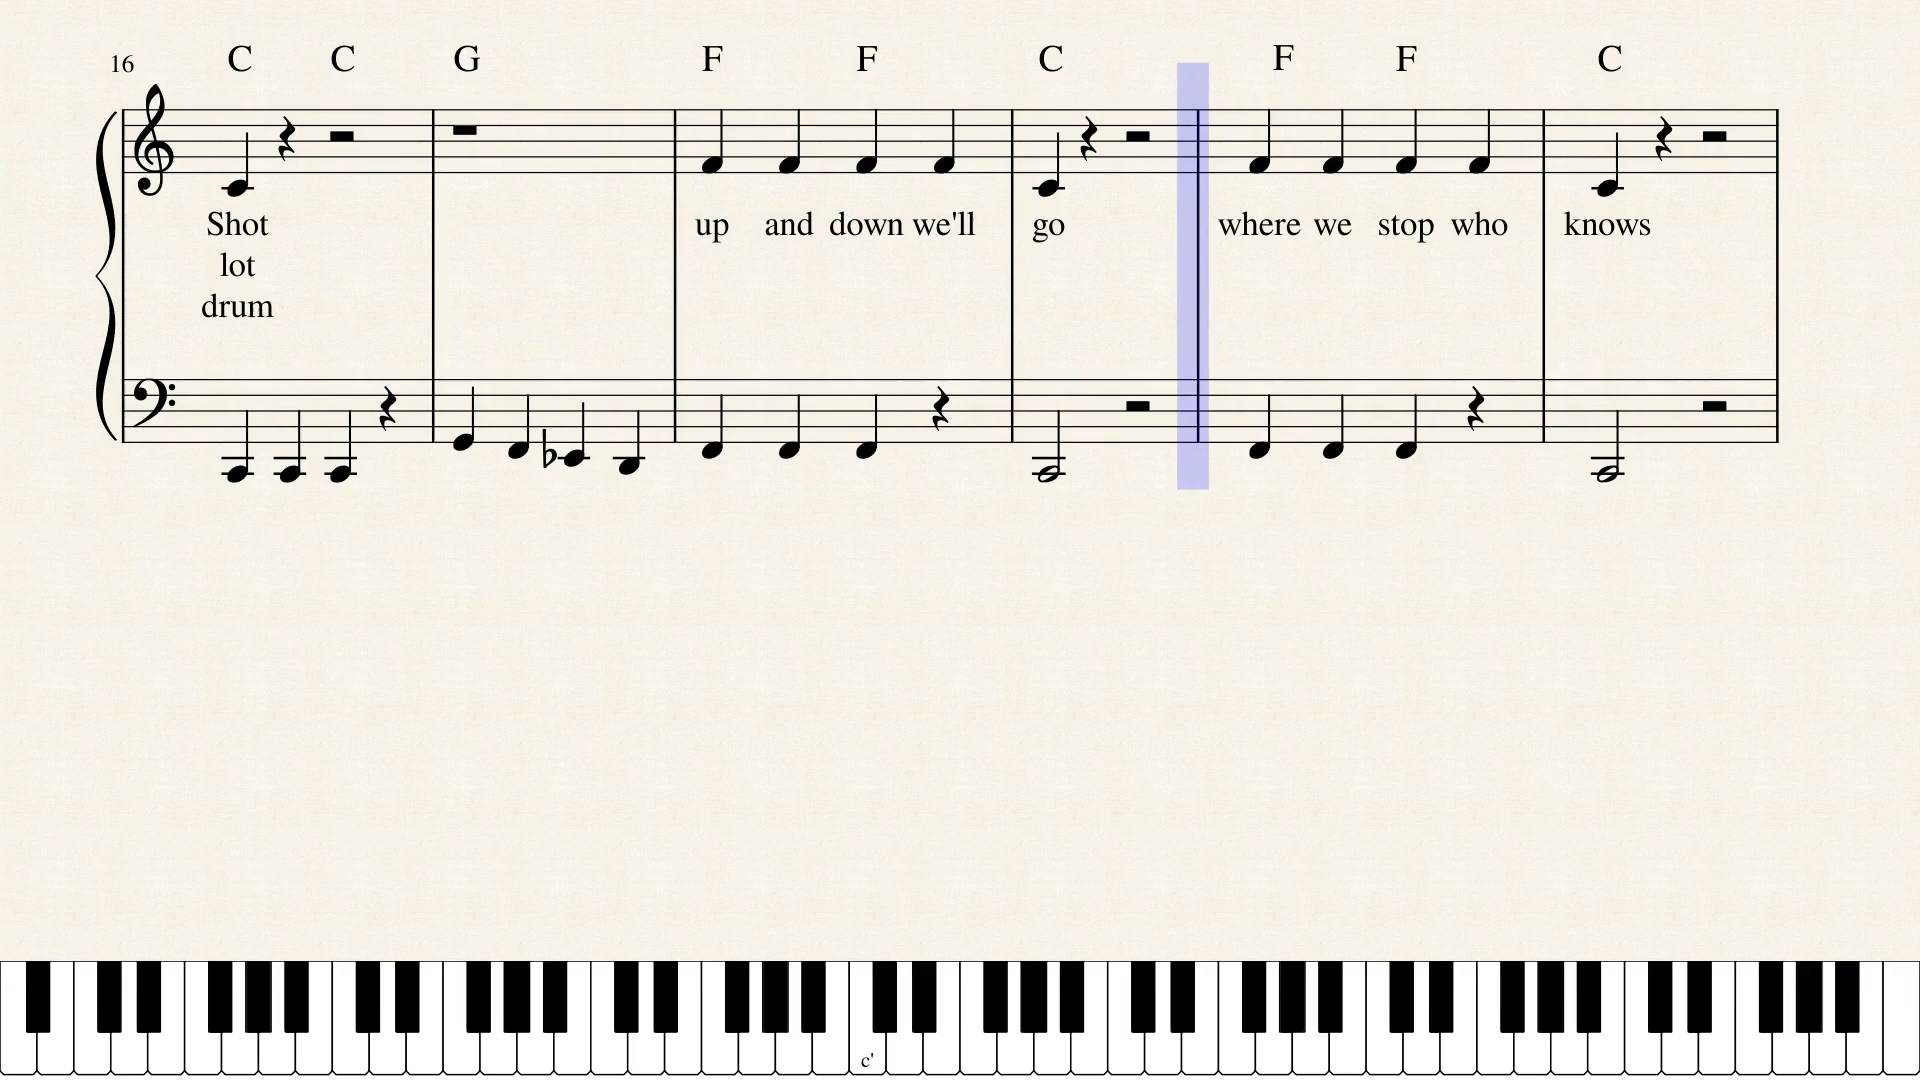 16 C C G F F C F F C
Shot up and down we'll go where we stop who knows
lot
drum
c'